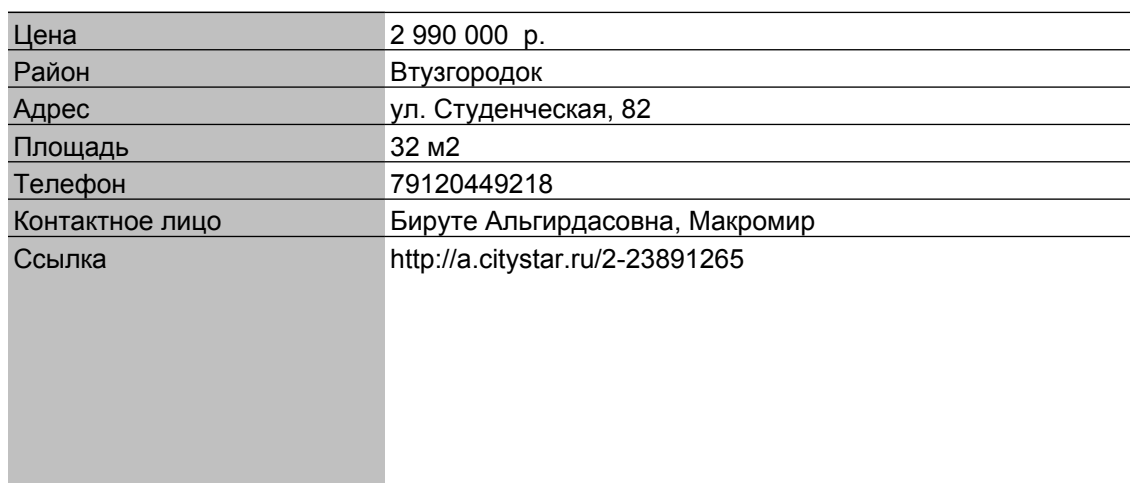 Цена 2 990 000 р.
Район Втузгородок
Адрес ул. Студенческая, 82
Площадь 32 м2
Телефон 79120449218
Контактное лицо Бируте Альгирдасовна, Макромир
Ссылка http://a.citystar.ru/2-23891265